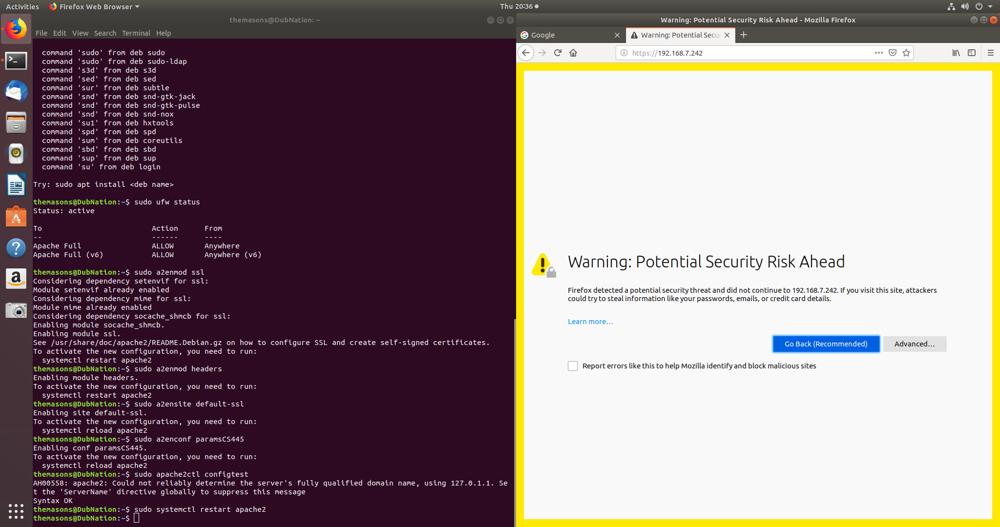 Activities
Firefox Web Browser
Thu 20:36
themasons@DubNation: ~
File Edit View Search Terminal Help
command 'sudo' from deb sudo
command 'sudo' from deb sudo-ldap
command 's3d' from deb s3d
command 'sed' from deb sed
command 'sur' from deb subtle
command 'snd' from deb snd-gtk-jack
command 'snd' from deb snd-gtk-pulse
command 'snd' from deb snd-nox
command 'su1' from deb hxtools
command 'spd' from deb spd
command 'sum' from deb coreutils
command 'sbd' from deb sbd
command 'sup' from deb sup
command 'su' from deb login
Try: sudo apt install <deb name>
themasons@DubNation:~$ sudo ufw status
Status: active
To Action From
-- ------ ----
Apache Full ALLOW Anywhere
Apache Full (v6) ALLOW Anywhere (v6)
themasons@DubNation:~$ sudo a2enmod ssl
Considering dependency setenvif for ssl:
Module setenvif already enabled
Considering dependency mime for ssl:
Module mime already enabled
Considering dependency socache_shmcb for ssl:
Enabling module socache_shmcb.
Enabling module ssl.
See /usr/share/doc/apache2/README.Debian.gz on how to configure SSL and create self-signed certificates.
To activate the new configuration, you need to run:
systemctl restart apache2
themasons@DubNation:~$ sudo a2enmod headers
Enabling module headers.
To activate the new configuration, you need to run:
systemctl restart apache2
themasons@DubNation:~$ sudo a2ensite default-ssl
Enabling site default-ssl.
To activate the new configuration, you need to run:
systemctl reload apache2
themasons@DubNation:~$ sudo a2enconf paramsCS445
Enabling conf paramsCS445.
To activate the new configuration, you need to run:
systemctl reload apache2
themasons@DubNation:~$ sudo apache2ctl configtest
AH00558: apache2: Could not reliably determine the server's fully qualified domain name, using 127.0.1.1. Se
t the 'ServerName' directive globally to suppress this message
Syntax OK
themasons@DubNation:~$ sudo systemctl restart apache2
themasons@DubNation:~$
Warning: Potential Security Risk Ahead - Mozilla Firefox
Google
Warning: Potential Secur
https://192.168.7.242
Warning: Potential Security Risk Ahead
Firefox detected a potential security threat and did not continue to 192.168.7.242. If you visit this site, attackers
could try to steal information like your passwords, emails, or credit card details.
Learn more…
Go Back (Recommended)
Advanced…
Report errors like this to help Mozilla identify and block malicious sites